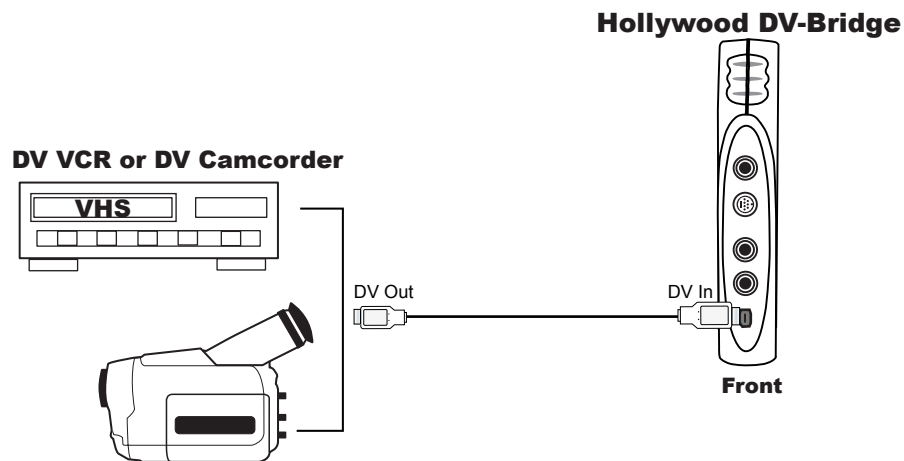 Hollywood DV-Bridge
DV VCR or DV Camcorder
VHS
DV Out
DV In
Front